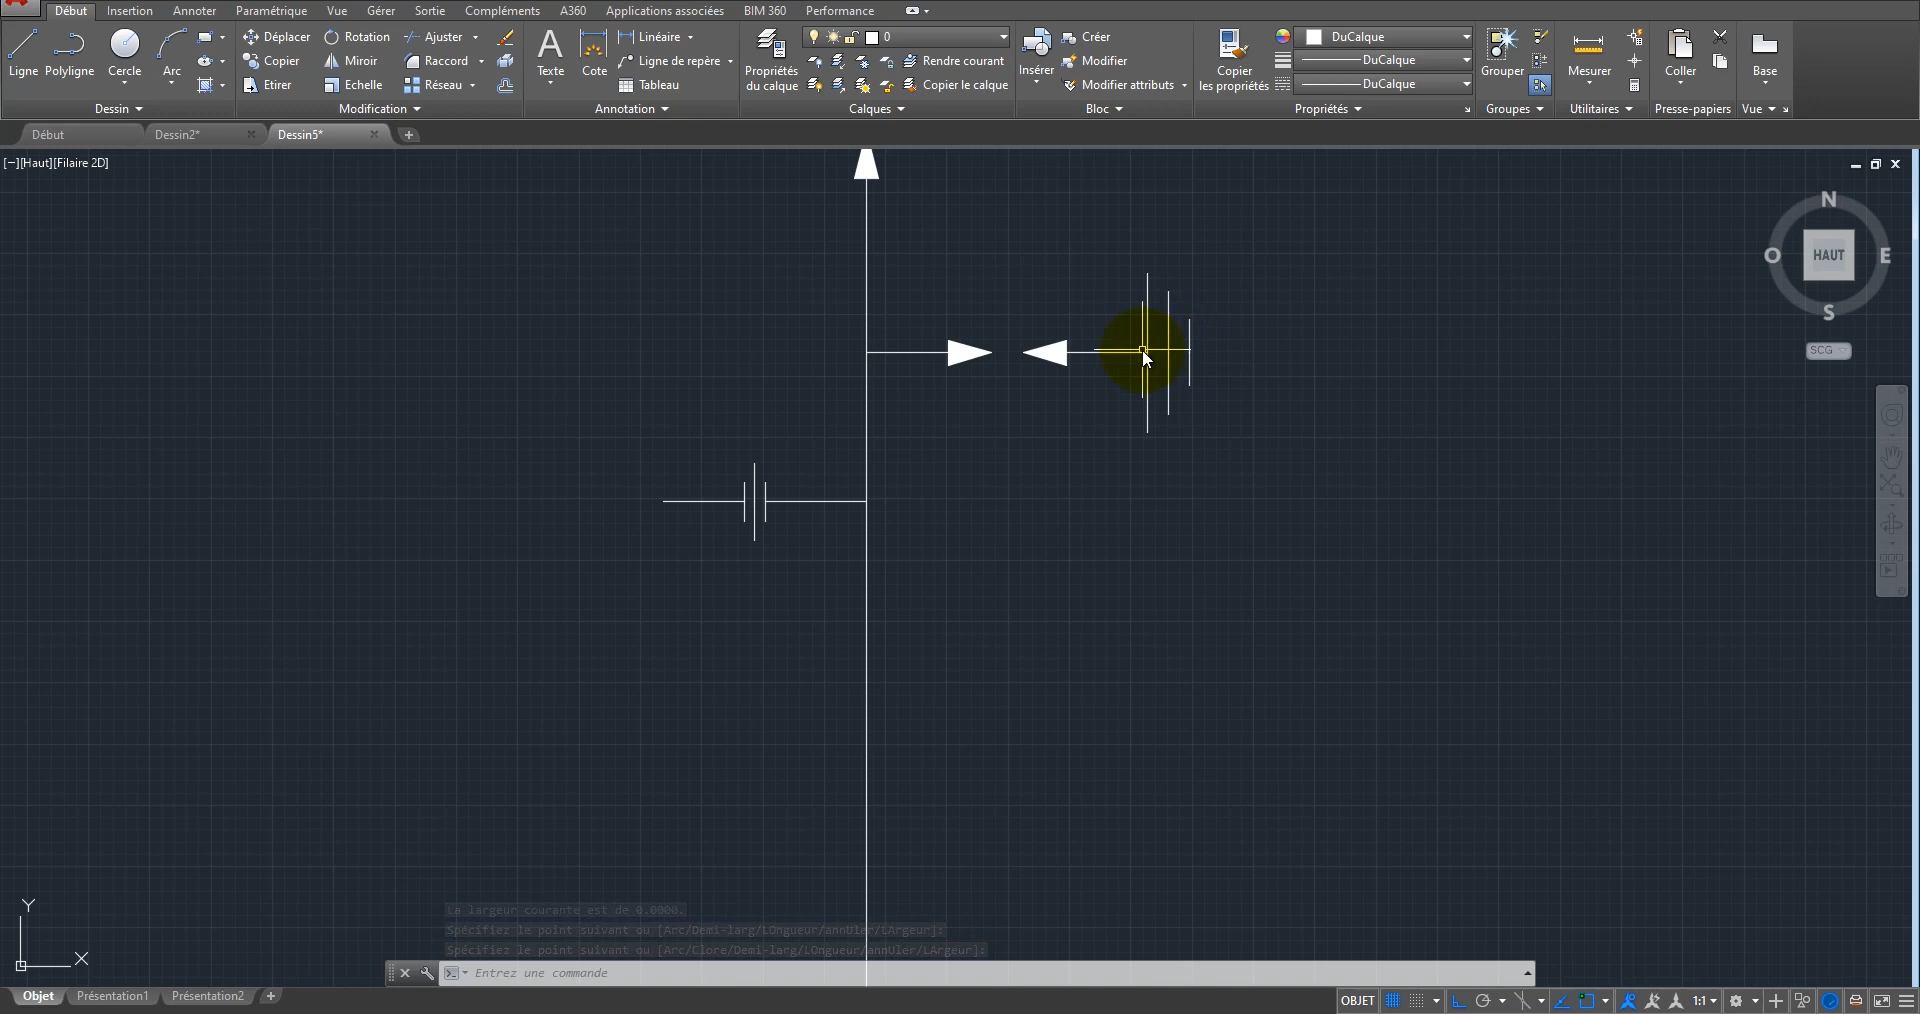 Début Insertion Annoter Paramétrique Vue Gérer Sortie Compléments A360 Applications associées BIM 360 Performance
Ligne Polyligne Cercle Arc
Déplacer Rotation Ajuster
Copier Miroir Raccord
Etirer Echelle Réseau
Texte Cote
Linéaire
Ligne de repère
Tableau
Propriétés
du calque
0
Rendre courant
Copier le calque
Insérer
Créer
Modifier
Modifier attributs
Copier
les propriétés
DuCalque
DuCalque
DuCalque
Grouper
Mesurer
Coller
Base
Dessin Modification Annotation Calques Bloc Propriétés Groupes Utilitaires Presse-papiers Vue
Début Dessin2* Dessin5*
[−][Haut][Filaire 2D]
N
O HAUT E
S
SCG
Y
X
La largeur courante est de 0.0000.
Spécifiez le point suivant ou [Arc/Demi-larg/LOngueur/annUler/LArgeur]:
Spécifiez le point suivant ou [Arc/Clore/Demi-larg/LOngueur/annUler/LArgeur]:
Entrez une commande
Objet Présentation1 Présentation2
OBJET 1:1